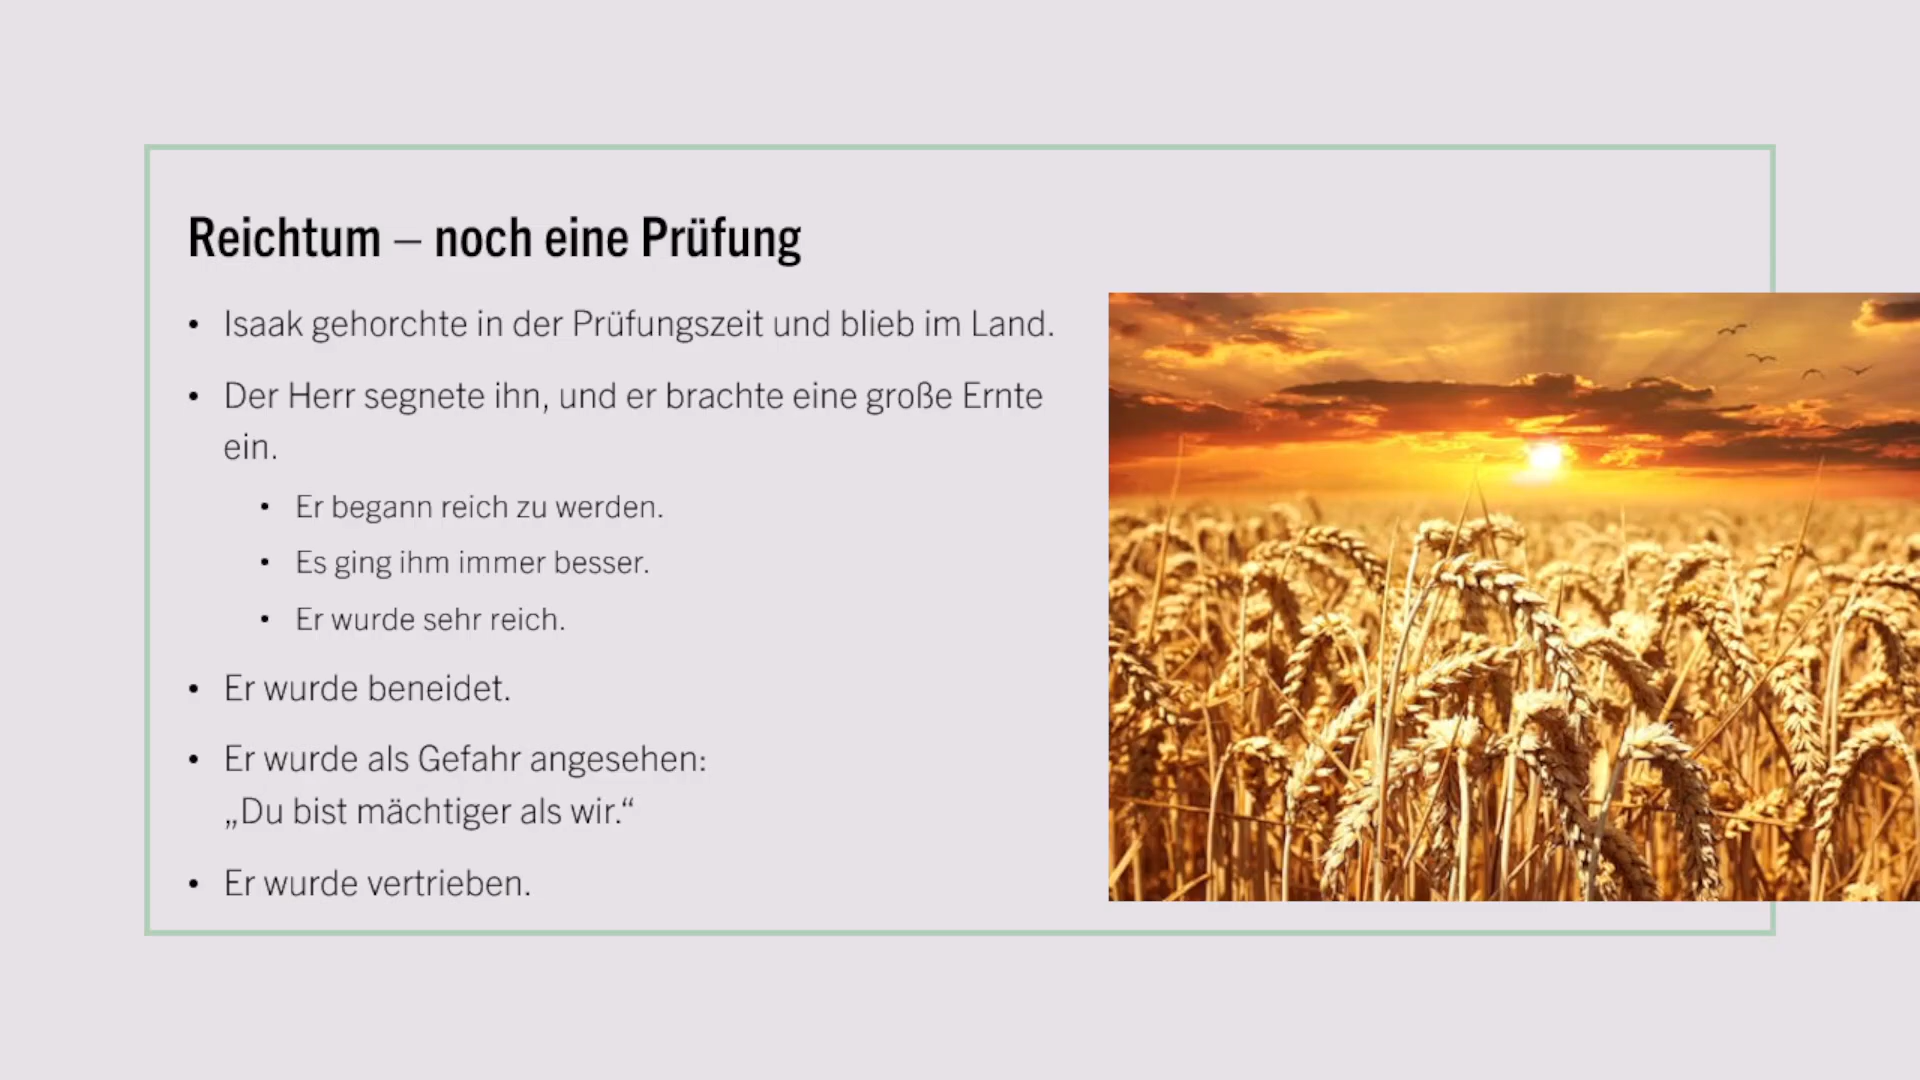 Reichtum – noch eine Prüfung
• Isaak gehorchte in der Prüfungszeit und blieb im Land.
• Der Herr segnete ihn, und er brachte eine große Ernte
ein.
• Er begann reich zu werden.
• Es ging ihm immer besser.
• Er wurde sehr reich.
• Er wurde beneidet.
• Er wurde als Gefahr angesehen:
„Du bist mächtiger als wir.“
• Er wurde vertrieben.